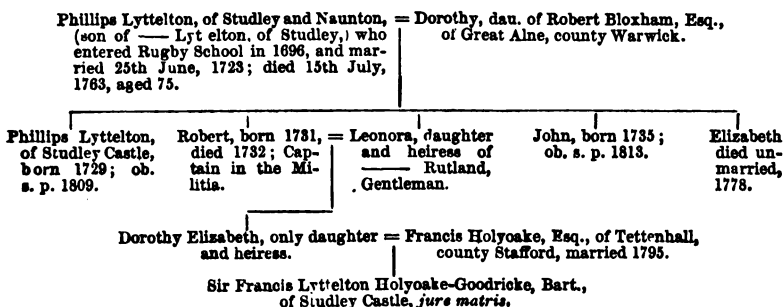 Phillips Lyttelton, of Studley and Naunton,
(son of —— Lyt elton, of Studley,) who
entered Rugby School in 1696, and mar-
ried 25th June, 1723; died 15th July,
1763, aged 75.
= Dorothy, dau. of Robert Bloxham, Esq.,
of Great Alne, county Warwick.
Phillips Lyttelton,
of Studley Castle,
born 1729; ob.
s. p. 1809.
Robert, born 1731,
died 1732; Cap-
tain in the Mi-
litia.
= Leonora, daughter
and heiress of
—— Rutland,
Gentleman.
John, born 1735;
ob. s. p. 1813.
Elizabeth
died un-
married,
1778.
Dorothy Elizabeth, only daughter
and heiress.
= Francis Holyoake, Esq., of Tettenhall,
county Stafford, married 1795.
Sir Francis Lyttelton Holyoake-Goodricke, Bart.,
of Studley Castle, jure matris.